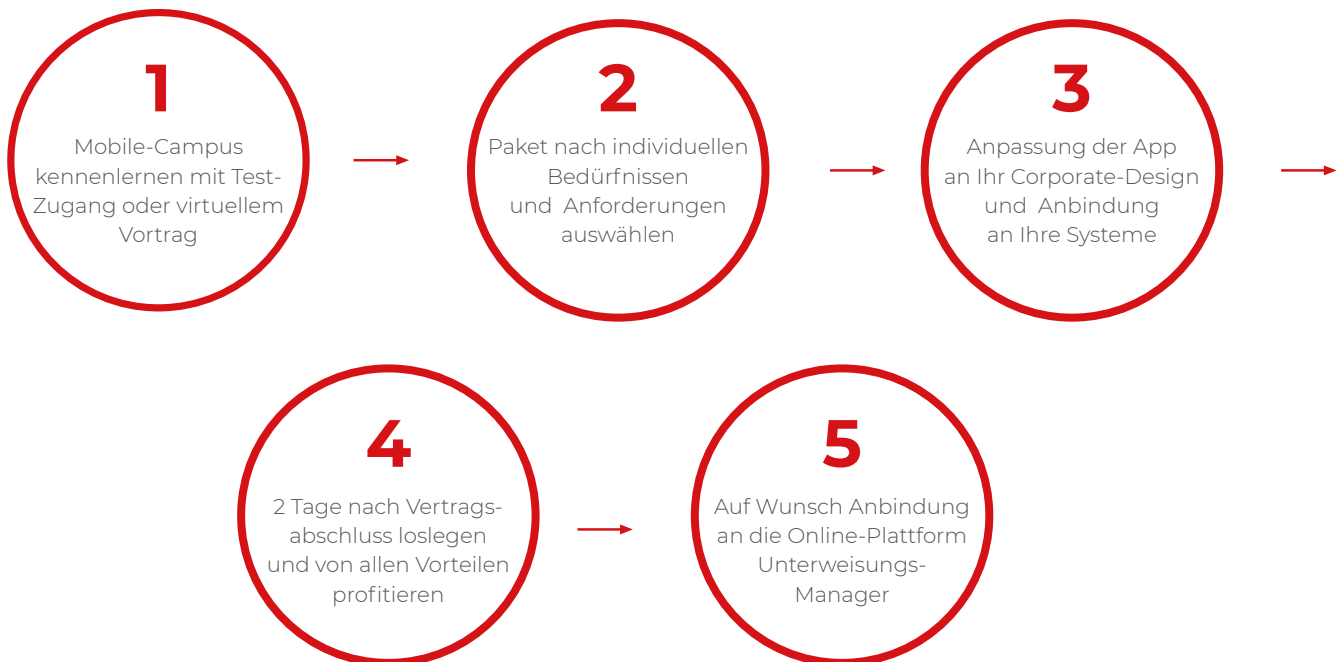 1
Mobile-Campus
kennenlernen mit Test-
Zugang oder virtuellem
Vortrag
2
Paket nach individuellen
Bedürfnissen
und  Anforderungen
auswählen
3
Anpassung der App
an Ihr Corporate-Design
und  Anbindung
an Ihre Systeme
4
2 Tage nach Vertrags-
abschluss loslegen
und von allen Vorteilen
profitieren
5
Auf Wunsch Anbindung
an die Online-Plattform
Unterweisungs-
Manager